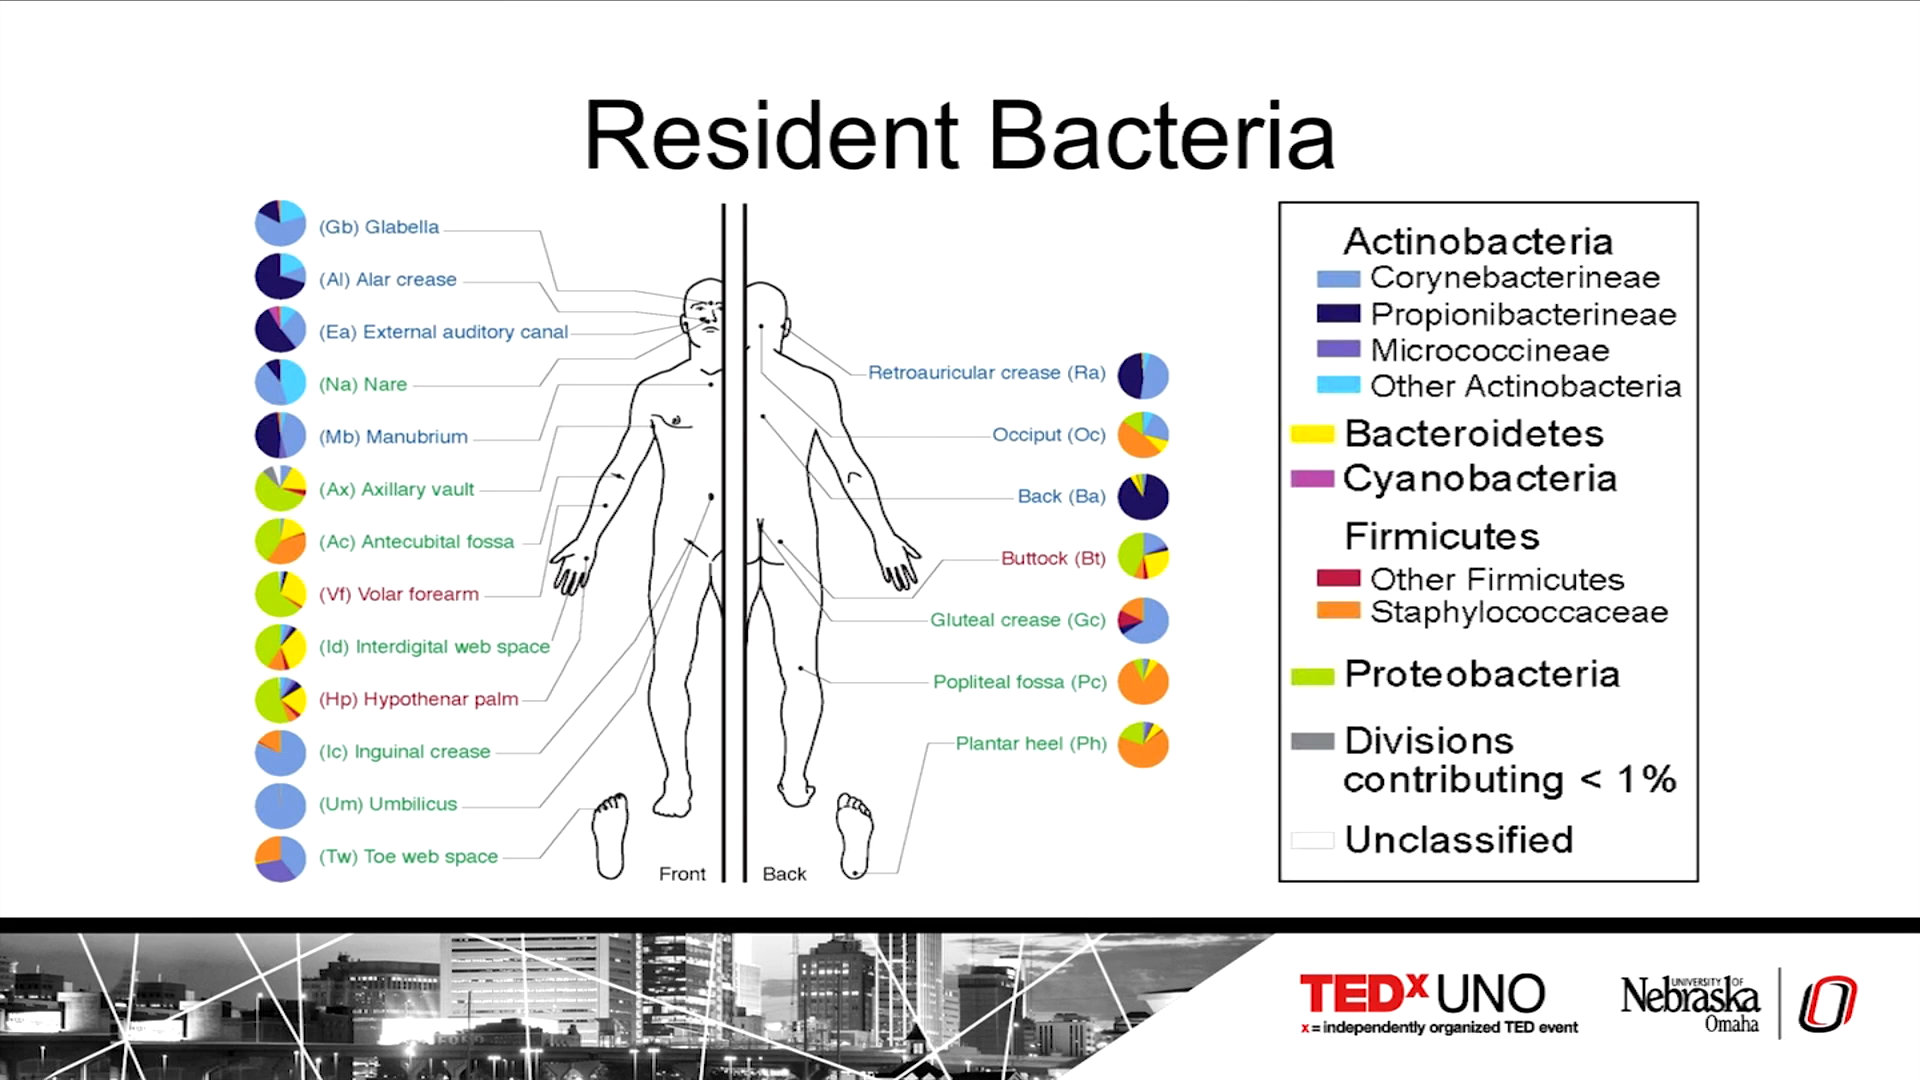 Resident Bacteria
(Gb) Glabella
(Al) Alar crease
(Ea) External auditory canal
(Na) Nare
(Mb) Manubrium
(Ax) Axillary vault
(Ac) Antecubital fossa
(Vf) Volar forearm
(Id) Interdigital web space
(Hp) Hypothenar palm
(Ic) Inguinal crease
(Um) Umbilicus
(Tw) Toe web space
Front
Back
Retroauricular crease (Ra)
Occiput (Oc)
Back (Ba)
Buttock (Bt)
Gluteal crease (Gc)
Popliteal fossa (Pc)
Plantar heel (Ph)
Actinobacteria
Corynebacterineae
Propionibacterineae
Micrococcineae
Other Actinobacteria
Bacteroidetes
Cyanobacteria
Firmicutes
Other Firmicutes
Staphylococcaceae
Proteobacteria
Divisions
contributing < 1%
Unclassified
TEDx UNO
x = independently organized TED event
UNIVERSITY OF
Nebraska
Omaha
O